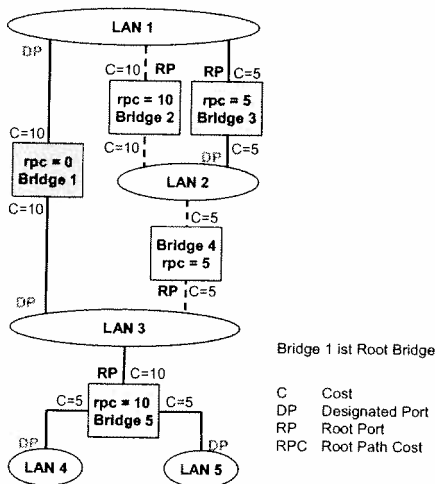 LAN 1
DP
C=10
RP
RP
C=5
C=10
rpc = 10
Bridge 2
rpc = 5
Bridge 3
C=10
C=10
DP
C=5
rpc = 0
Bridge 1
C=10
LAN 2
C=5
Bridge 4
rpc = 5
RP
C=5
DP
LAN 3
RP
C=10
C=5
rpc = 10
Bridge 5
C=5
DP
DP
LAN 4
LAN 5
Bridge 1 ist Root Bridge
C Cost
DP Designated Port
RP Root Port
RPC Root Path Cost